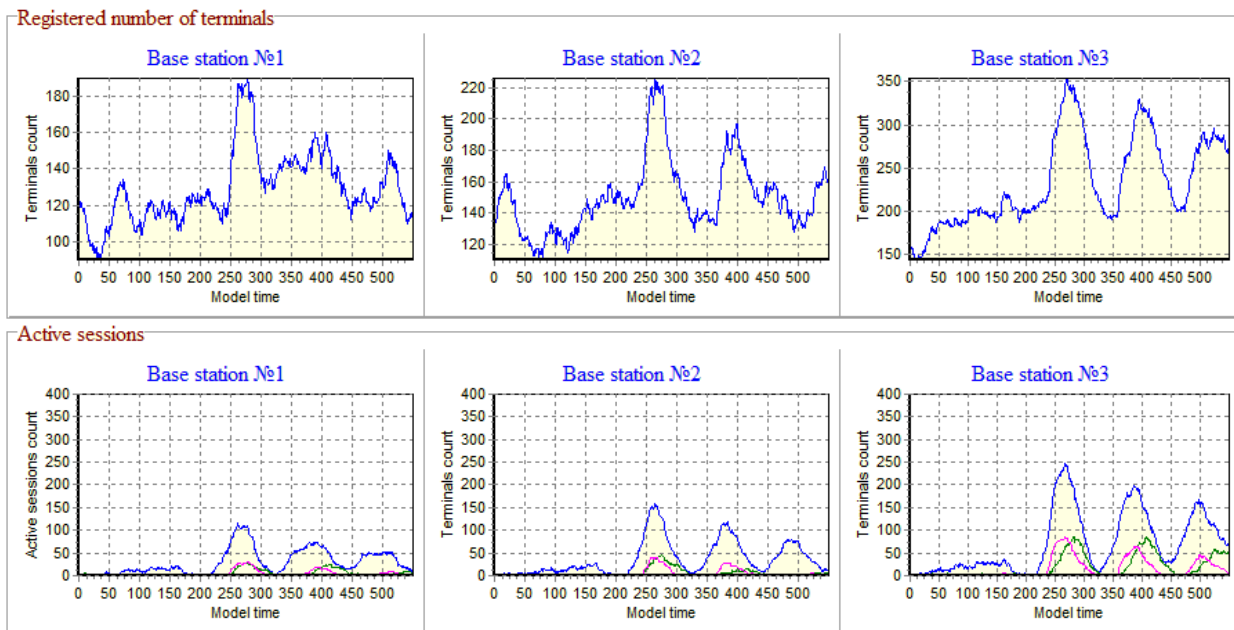 Registered number of terminals
Base station №1
Base station №2
Base station №3
Terminals count
180
160
140
120
100
0 50 100 150 200 250 300 350 400 450 500
Model time
Terminals count
220
200
180
160
140
120
0 50 100 150 200 250 300 350 400 450 500
Model time
Terminals count
350
300
250
200
150
0 50 100 150 200 250 300 350 400 450 500
Model time
Active sessions
Base station №1
Base station №2
Base station №3
Active sessions count
400
350
300
250
200
150
100
50
0
0 50 100 150 200 250 300 350 400 450 500
Model time
Terminals count
400
350
300
250
200
150
100
50
0
0 50 100 150 200 250 300 350 400 450 500
Model time
Terminals count
400
350
300
250
200
150
100
50
0
0 50 100 150 200 250 300 350 400 450 500
Model time